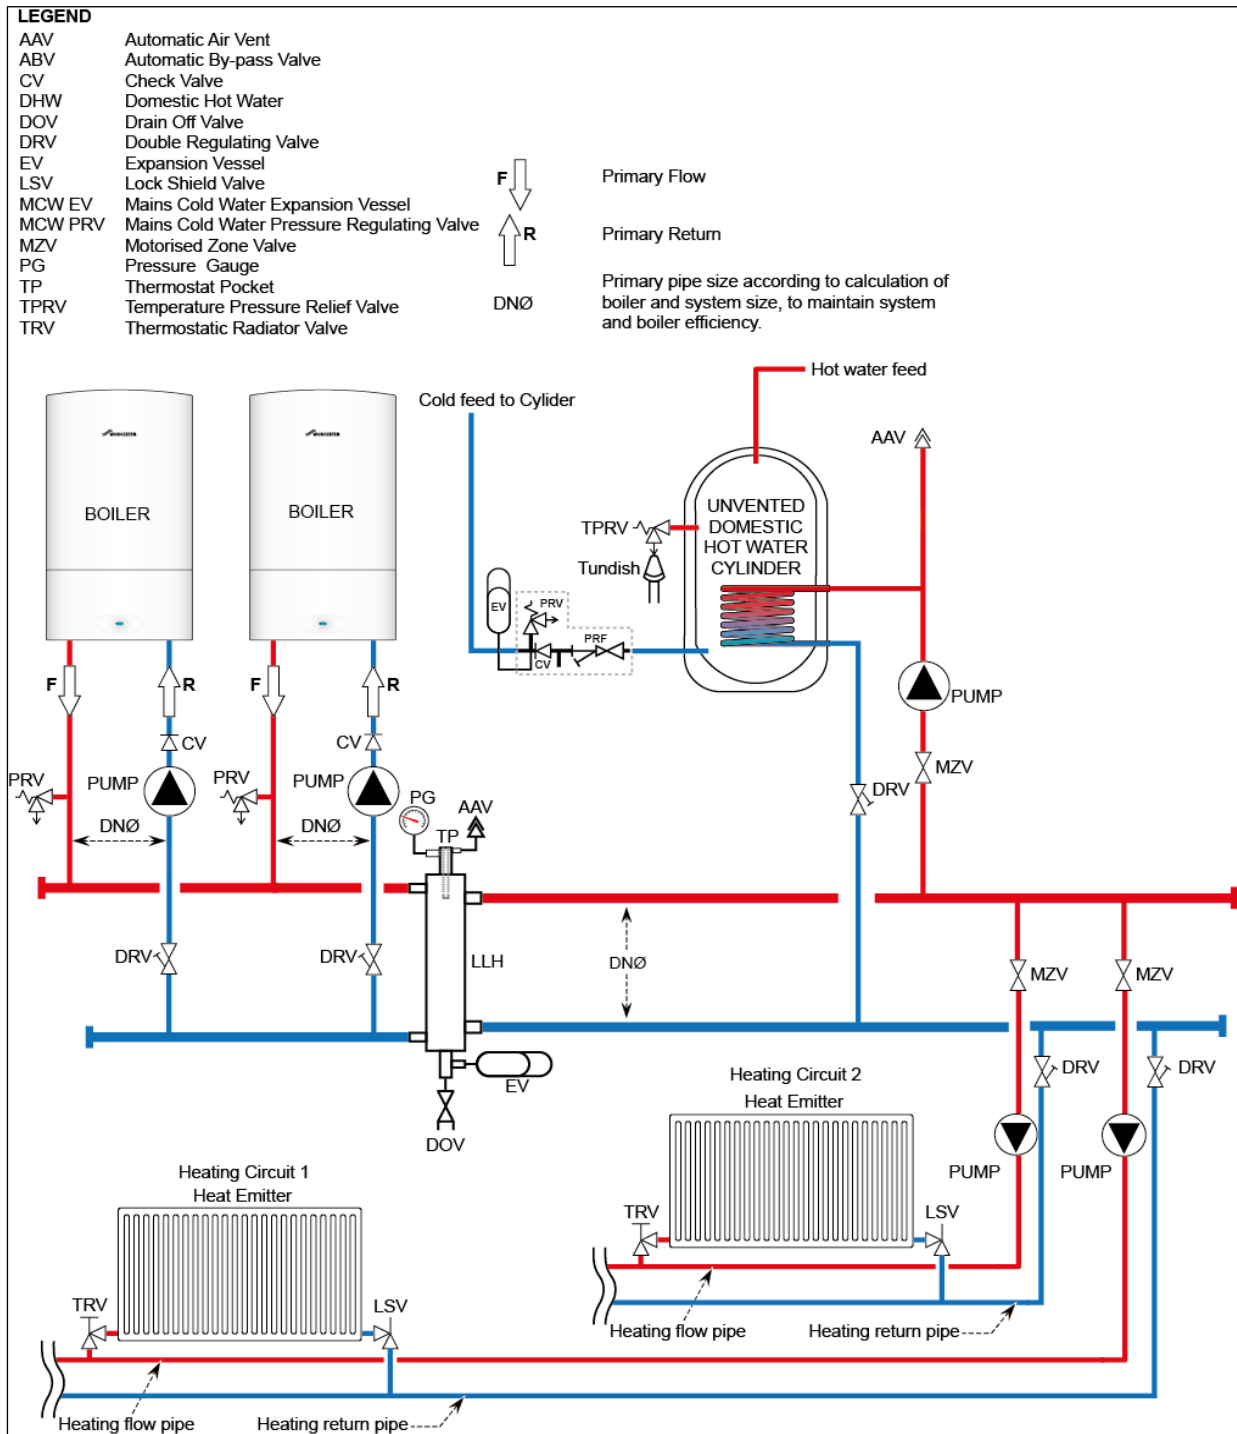 LEGEND
AAV Automatic Air Vent
ABV Automatic By-pass Valve
CV Check Valve
DHW Domestic Hot Water
DOV Drain Off Valve
DRV Double Regulating Valve
EV Expansion Vessel
LSV Lock Shield Valve
MCW EV Mains Cold Water Expansion Vessel
MCW PRV Mains Cold Water Pressure Regulating Valve
MZV Motorised Zone Valve
PG Pressure Gauge
TP Thermostat Pocket
TPRV Temperature Pressure Relief Valve
TRV Thermostatic Radiator Valve
F Primary Flow
R Primary Return
DNØ Primary pipe size according to calculation of
boiler and system size, to maintain system
and boiler efficiency.
Hot water feed
Cold feed to Cylider
WORCESTER
WORCESTER
BOILER
BOILER
AAV
UNVENTED
DOMESTIC
HOT WATER
CYLINDER
TPRV
Tundish
EV
PRV
PRF
CV
F
R
F
R
PUMP
CV
CV
MZV
PRV
PUMP
PRV
PUMP
PG
AAV
TP
DRV
DNØ
DNØ
DRV
DRV
LLH
DNØ
MZV
MZV
EV
DOV
DRV
DRV
Heating Circuit 2
Heat Emitter
PUMP
PUMP
Heating Circuit 1
Heat Emitter
TRV
LSV
TRV
LSV
Heating flow pipe
Heating return pipe
Heating flow pipe
Heating return pipe